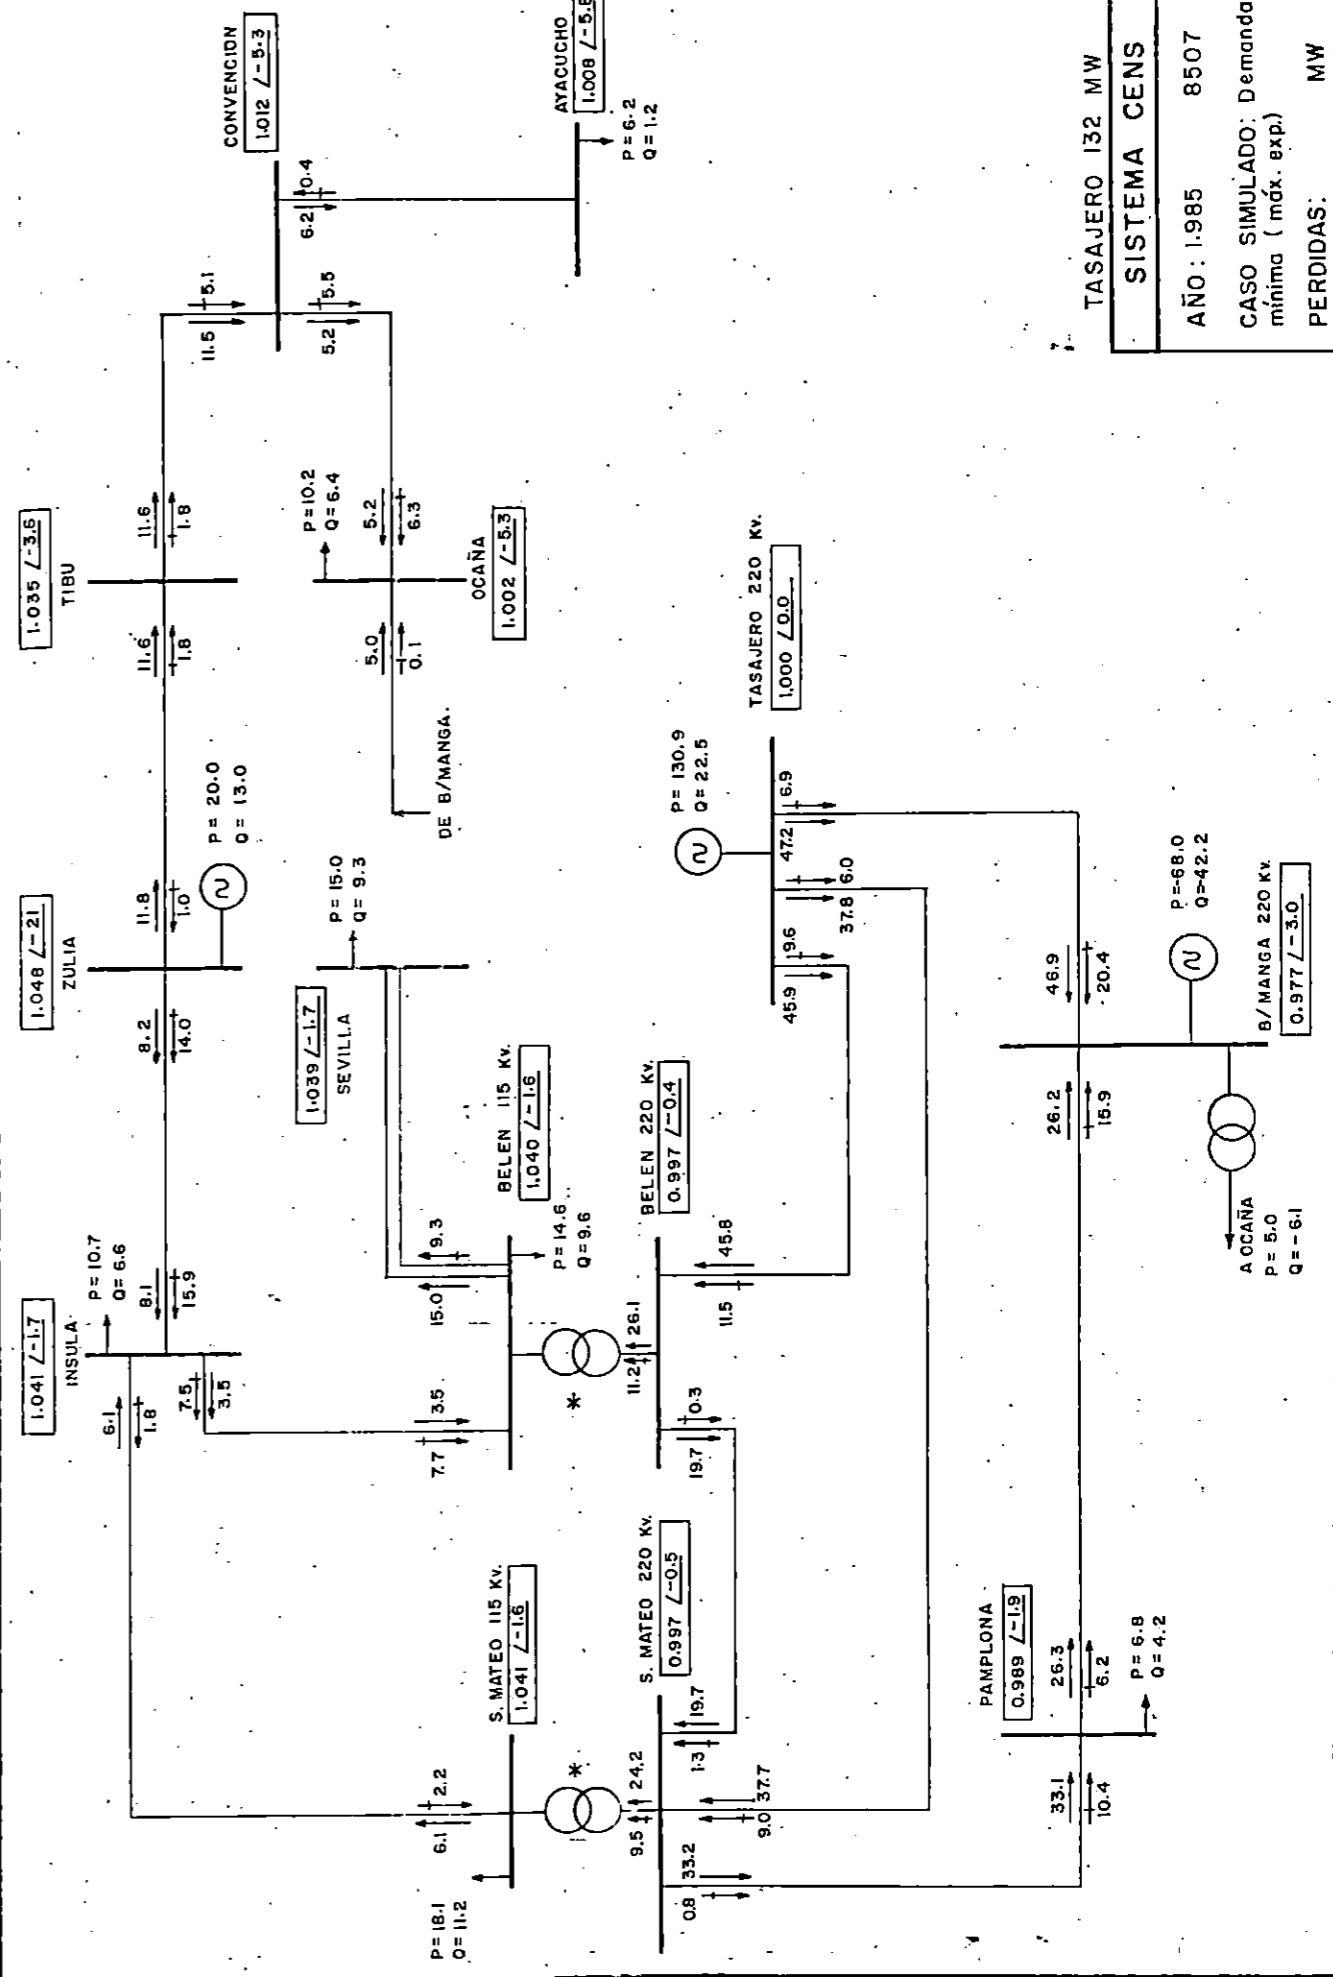 CONVENCION
1.012 /-5.3
AYACUCHO
1.008 /-5.8
P=6.2
Q=1.2
6.2
0.4
11.5
5.1
5.2
5.5
1.035 /-3.6
TIBU
11.6
1.8
11.6
1.8
P=10.2
Q=6.4
5.2
6.3
OCAÑA
1.002 /-5.3
5.0
0.1
DE B/MANGA.
1.048 /-21
ZULIA
11.8
1.0
P=20.0
Q=13.0
8.2
14.0
P=15.0
Q=9.3
1.039 /-1.7
SEVILLA
1.041 /-1.7
INSULA
P=10.7
Q=6.6
8.1
15.9
6.1
1.8
7.5
3.5
BELEN 115 Kv.
1.040 /-1.6
15.0
9.3
P=14.6
Q=9.6
7.7
3.5
*
11.2
26.1
BELEN 220 Kv.
0.997 /-0.4
11.5
45.8
19.7
0.3
TASAJERO 220 Kv.
1.000 /0.0
P=130.9
Q=22.5
45.9
9.6
37.8
6.0
47.2
6.9
S. MATEO 115 Kv.
1.041 /-1.6
6.1
2.2
P=18.1
Q=11.2
*
9.5
24.2
S. MATEO 220 Kv.
0.997 /-0.5
1.3
19.7
9.0
37.7
0.8
33.2
PAMPLONA
0.989 /-1.9
33.1
10.4
26.3
6.2
P=6.8
Q=4.2
26.2
15.9
46.9
20.4
P=-68.0
Q=-42.2
B/MANGA 220 Kv.
0.977 /-3.0
A OCAÑA
P=5.0
Q=-6.1
TASAJERO 132 MW
SISTEMA CENS
AÑO: 1.985 8507
CASO SIMULADO: Demanda
mínima (máx. exp.)
PERDIDAS: MW